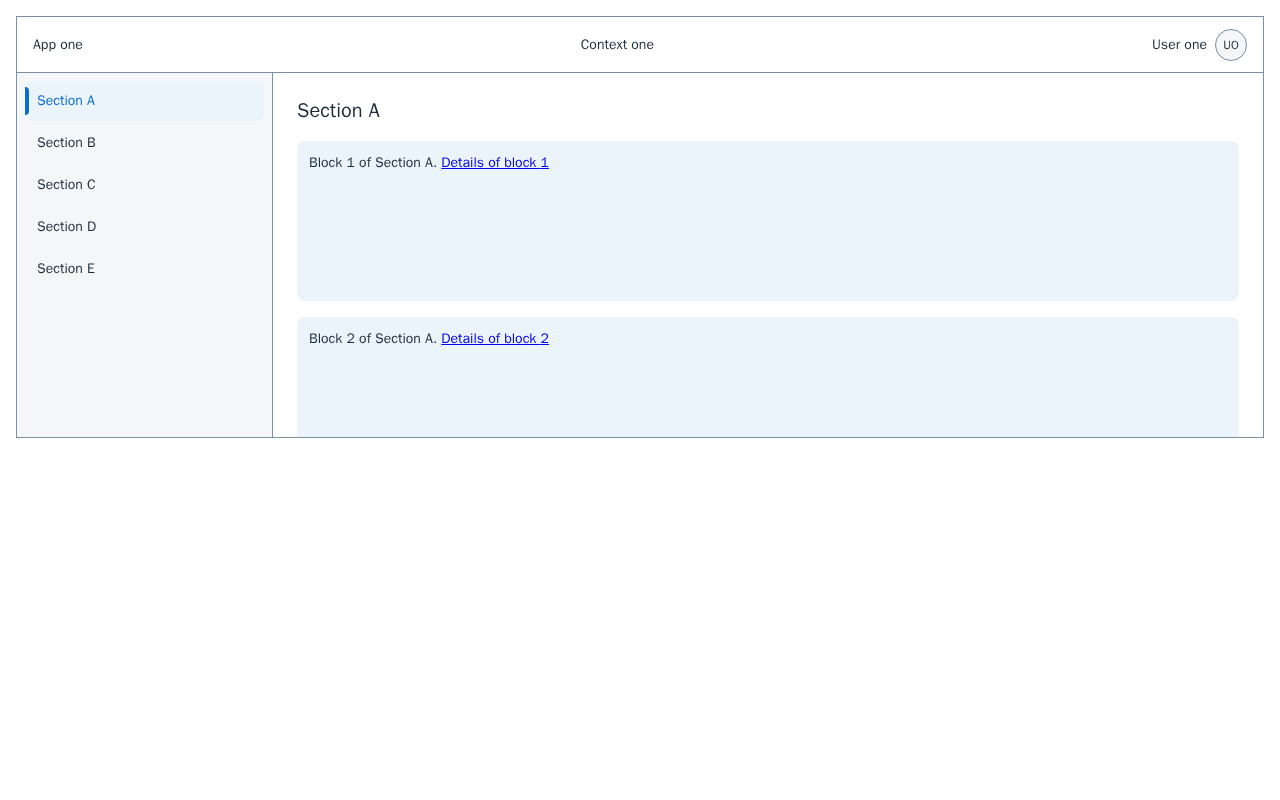 App one
Context one
User one UO
Section A
Section B
Section C
Section D
Section E
Section A
Block 1 of Section A. Details of block 1
Block 2 of Section A. Details of block 2